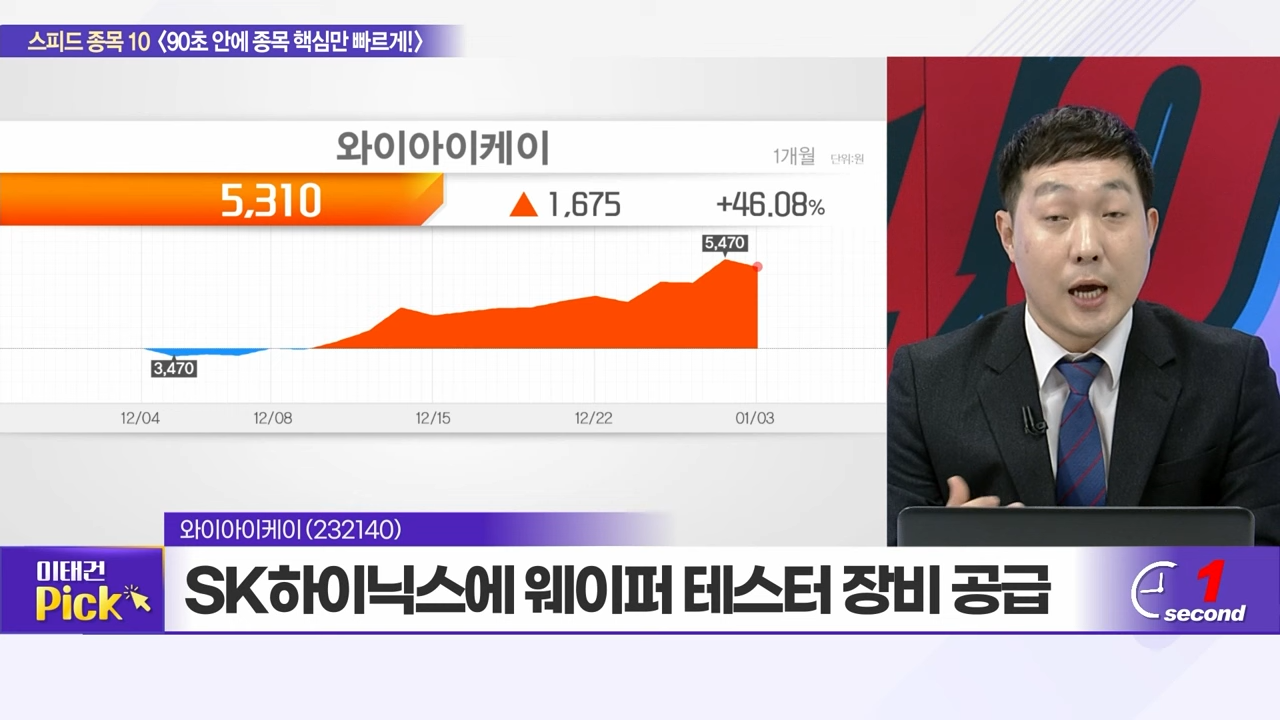 스피드 종목 10 〈90초 안에 종목 핵심만 빠르게!〉
와이아이케이
1개월 단위:원
5,310 ▲ 1,675 +46.08%
5,470
3,470
12/04 12/08 12/15 12/22 01/03
10
와이아이케이(232140)
이태건
Pick
SK하이닉스에 웨이퍼 테스터 장비 공급
1
second